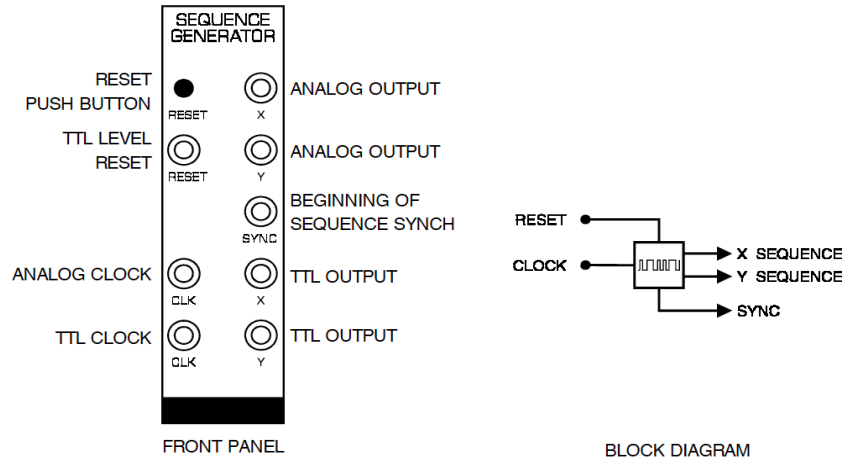 SEQUENCE
GENERATOR
RESET
PUSH BUTTON
RESET
X
ANALOG OUTPUT
TTL LEVEL
RESET
RESET
Y
ANALOG OUTPUT
SYNC
BEGINNING OF
SEQUENCE SYNCH
ANALOG CLOCK
CLK
X
TTL OUTPUT
TTL CLOCK
CLK
Y
TTL OUTPUT
FRONT PANEL
RESET
CLOCK
X SEQUENCE
Y SEQUENCE
SYNC
BLOCK DIAGRAM